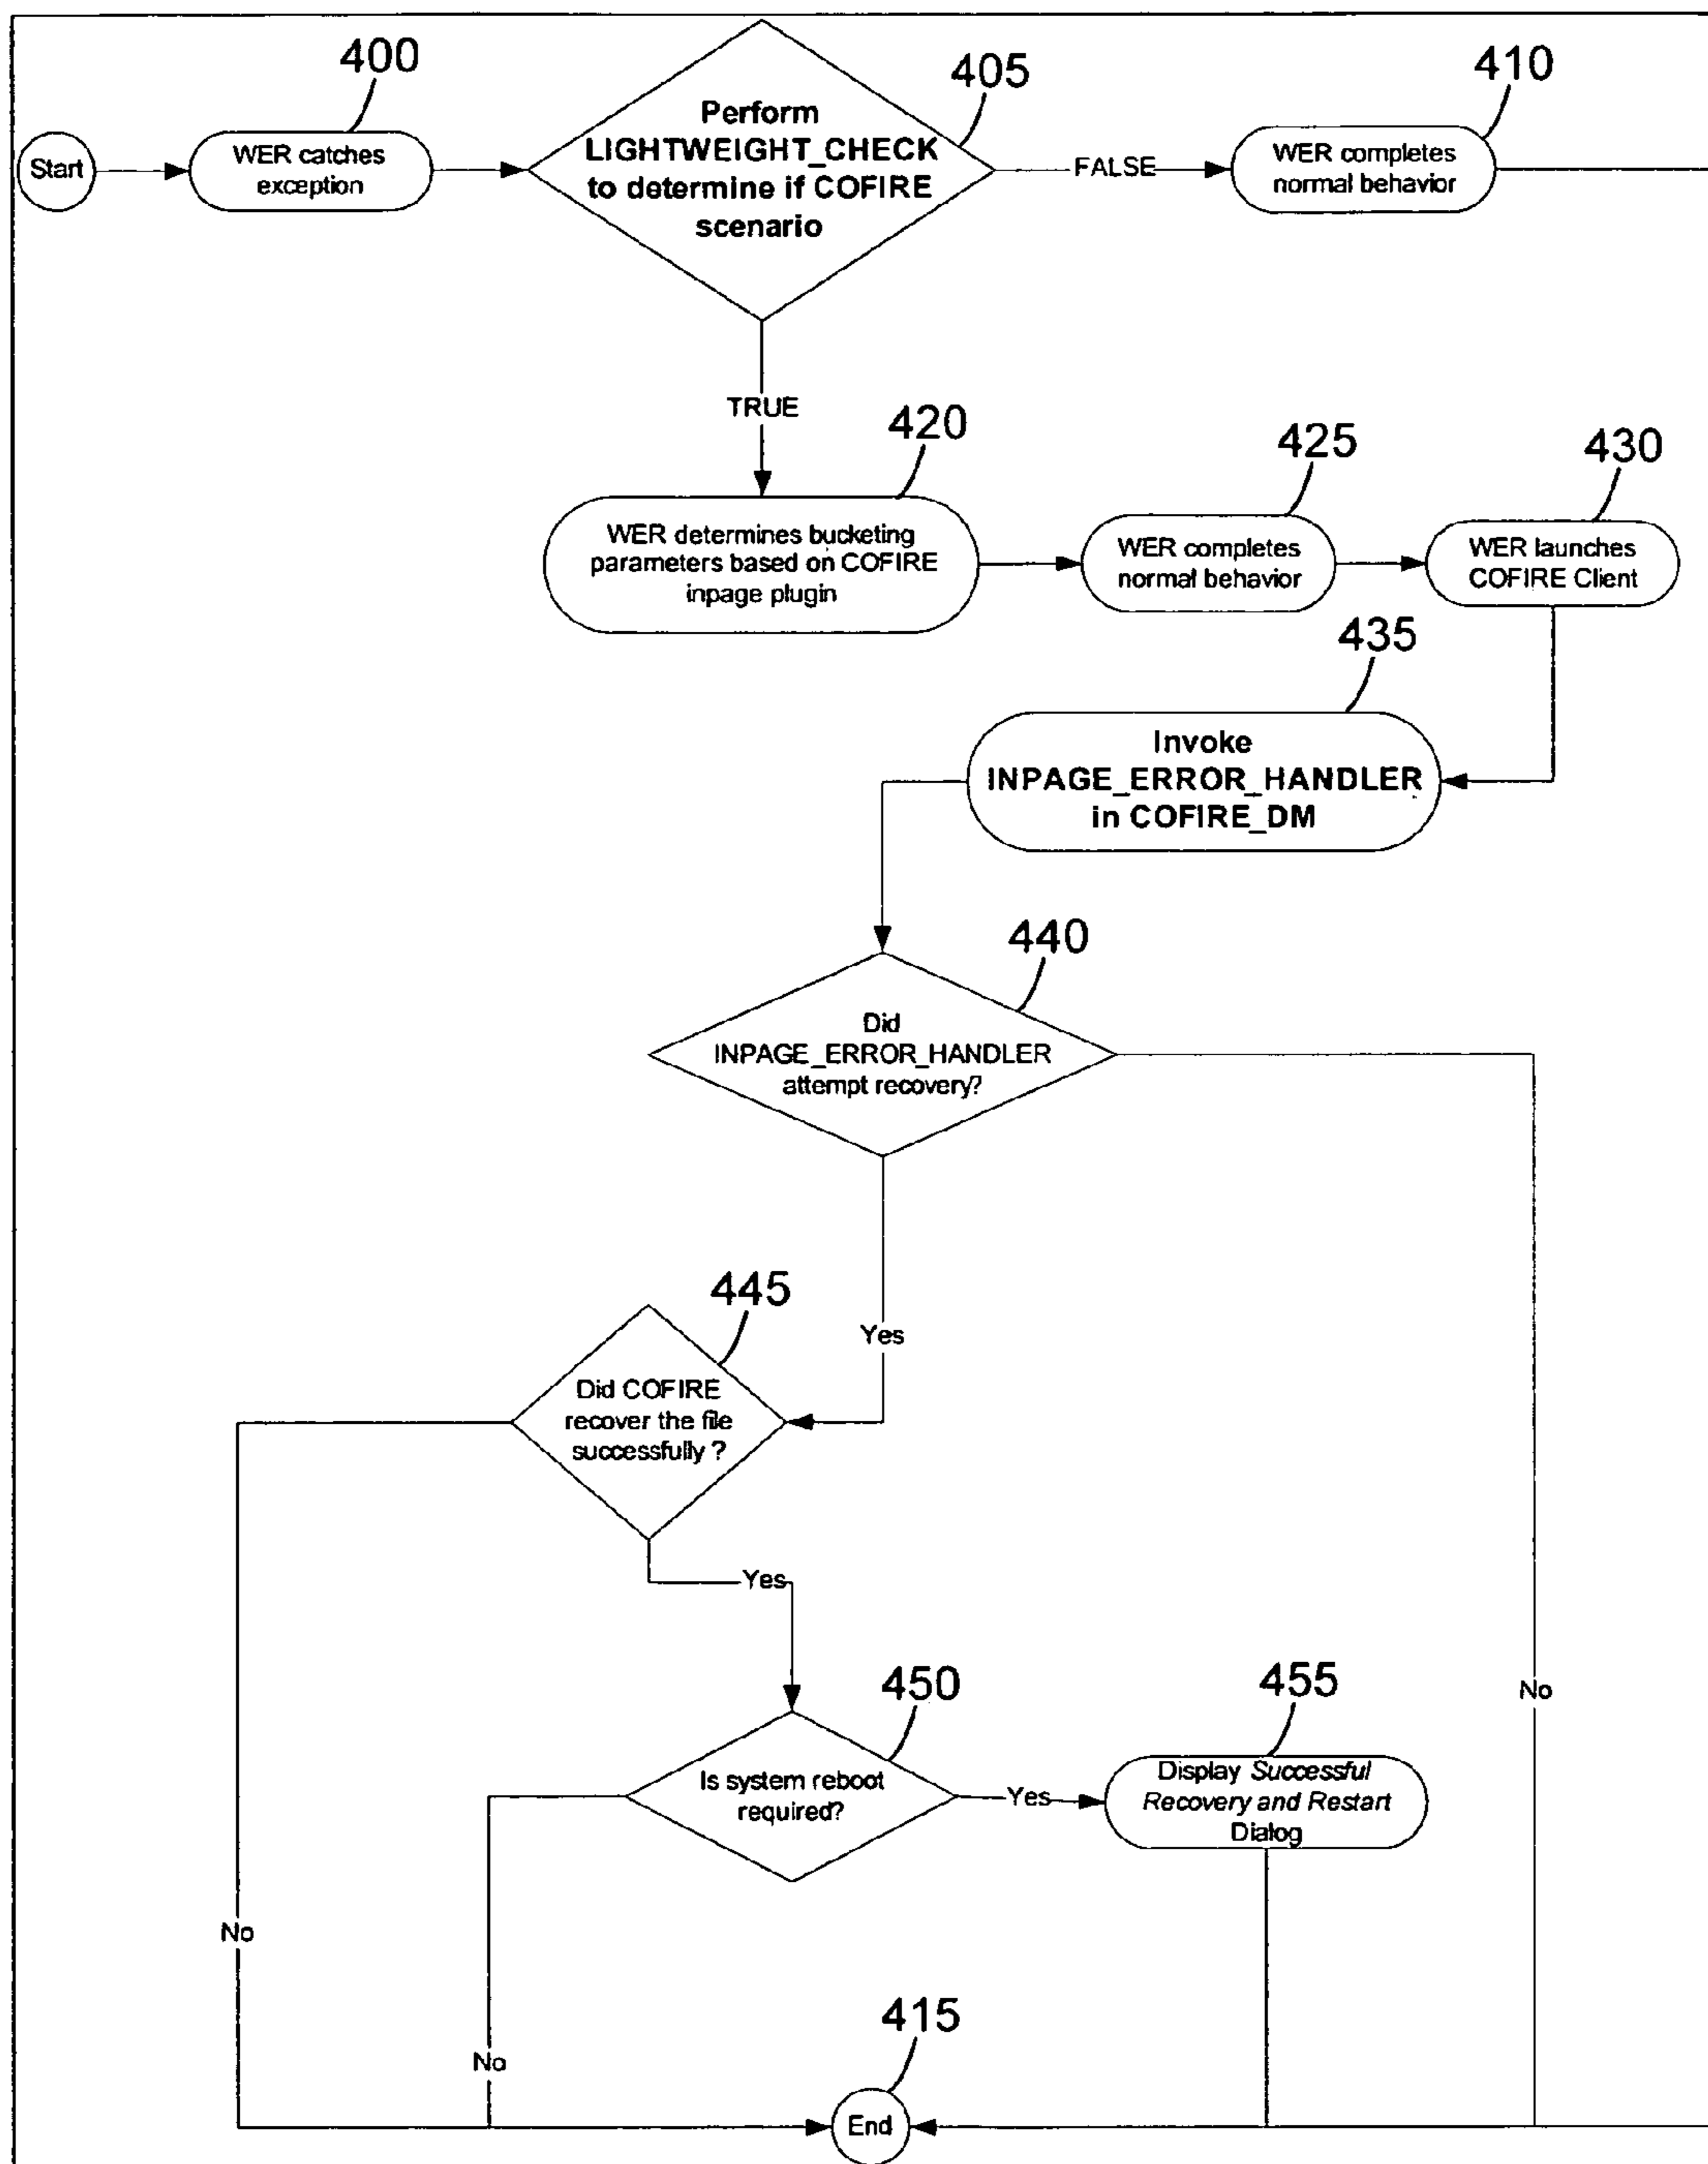 400
405
410
Start
WER catches
exception
Perform
LIGHTWEIGHT_CHECK
to determine if COFIRE
scenario
FALSE
WER completes
normal behavior
TRUE
420
425
430
WER determines bucketing
parameters based on COFIRE
inpage plugin
WER completes
normal behavior
WER launches
COFIRE Client
435
Invoke
INPAGE_ERROR_HANDLER
in COFIRE_DM
440
Did
INPAGE_ERROR_HANDLER
attempt recovery?
445
Yes
Did COFIRE
recover the file
successfully ?
Yes
450
455
No
Is system reboot
required?
Yes
Display Successful
Recovery and Restart
Dialog
No
No
415
End